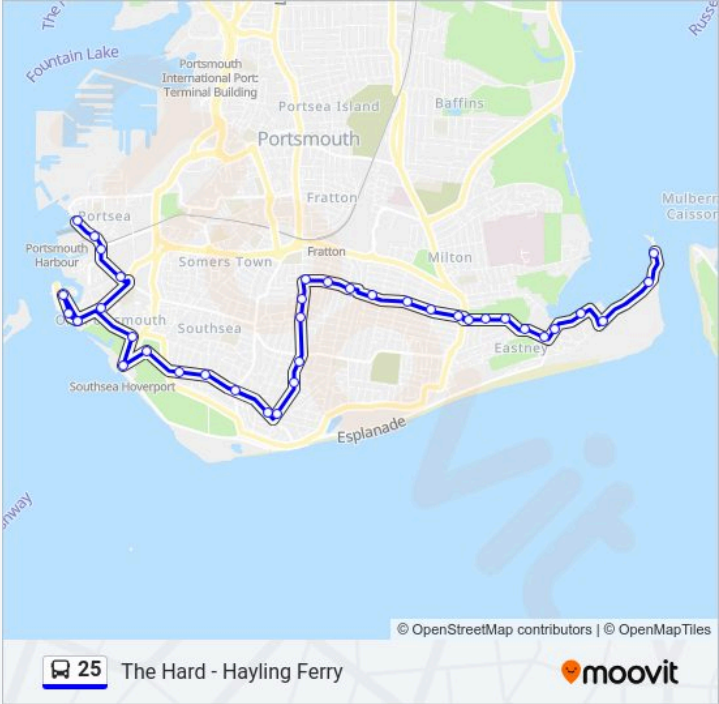 Fountain Lake
Portsmouth
International Port:
Terminal Building
Portsea Island
Baffins
Portsmouth
Fratton
Mulberr
Caisson
Portsea
Portsmouth
Harbour
Fratton
Somers Town
Milton
Southsea
Eastney
Southsea Hoverport
Esplanade
nway
© OpenStreetMap contributors | © OpenMapTiles
25 The Hard - Hayling Ferry
moovit